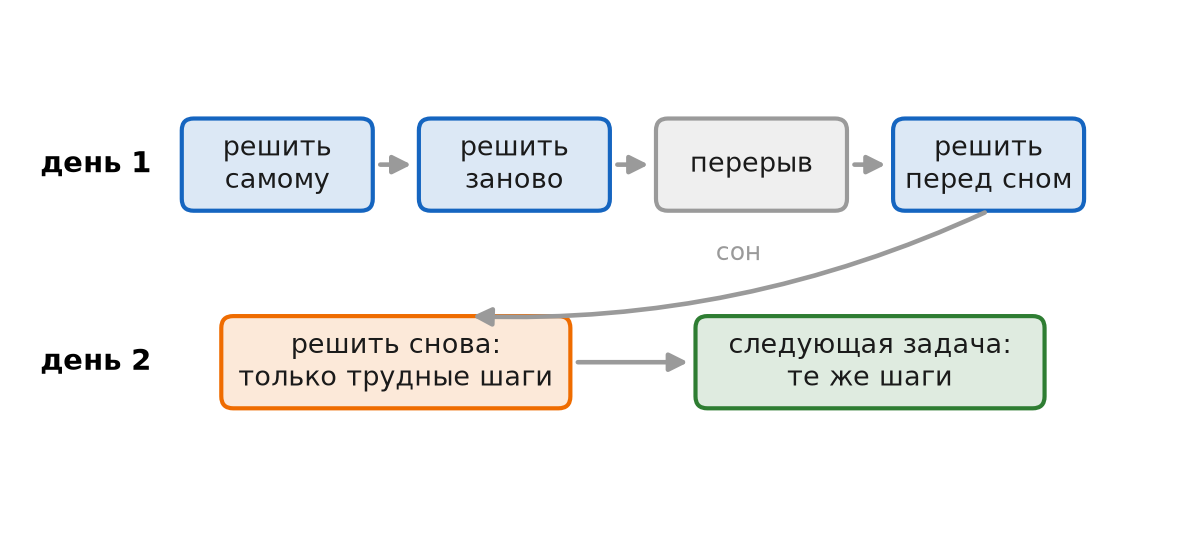 день 1
решить
самому
решить
заново
перерыв
решить
перед сном
сон
день 2
решить снова:
только трудные шаги
следующая задача:
те же шаги